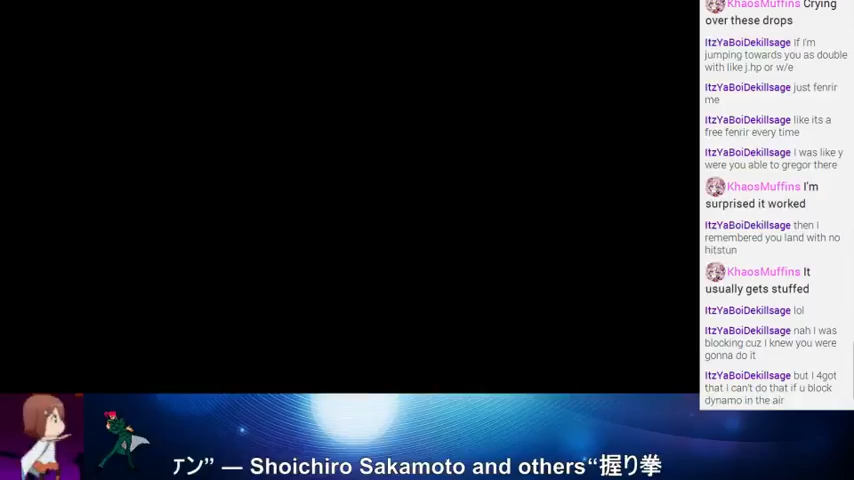 KhaosMuffins Crying
over these drops
ItzYaBoiDekillsage If I'm
jumping towards you as double
with like j.hp or w/e
ItzYaBoiDekillsage just fenrir
me
ItzYaBoiDekillsage like its a
free fenrir every time
ItzYaBoiDekillsage I was like y
were you able to gregor there
KhaosMuffins I'm
surprised it worked
ItzYaBoiDekillsage then I
remembered you land with no
hitstun
KhaosMuffins It
usually gets stuffed
ItzYaBoiDekillsage lol
ItzYaBoiDekillsage nah I was
blocking cuz I knew you were
gonna do it
ItzYaBoiDekillsage but I 4got
that I can't do that if u block
dynamo in the air
ン” — Shoichiro Sakamoto and others“握り拳